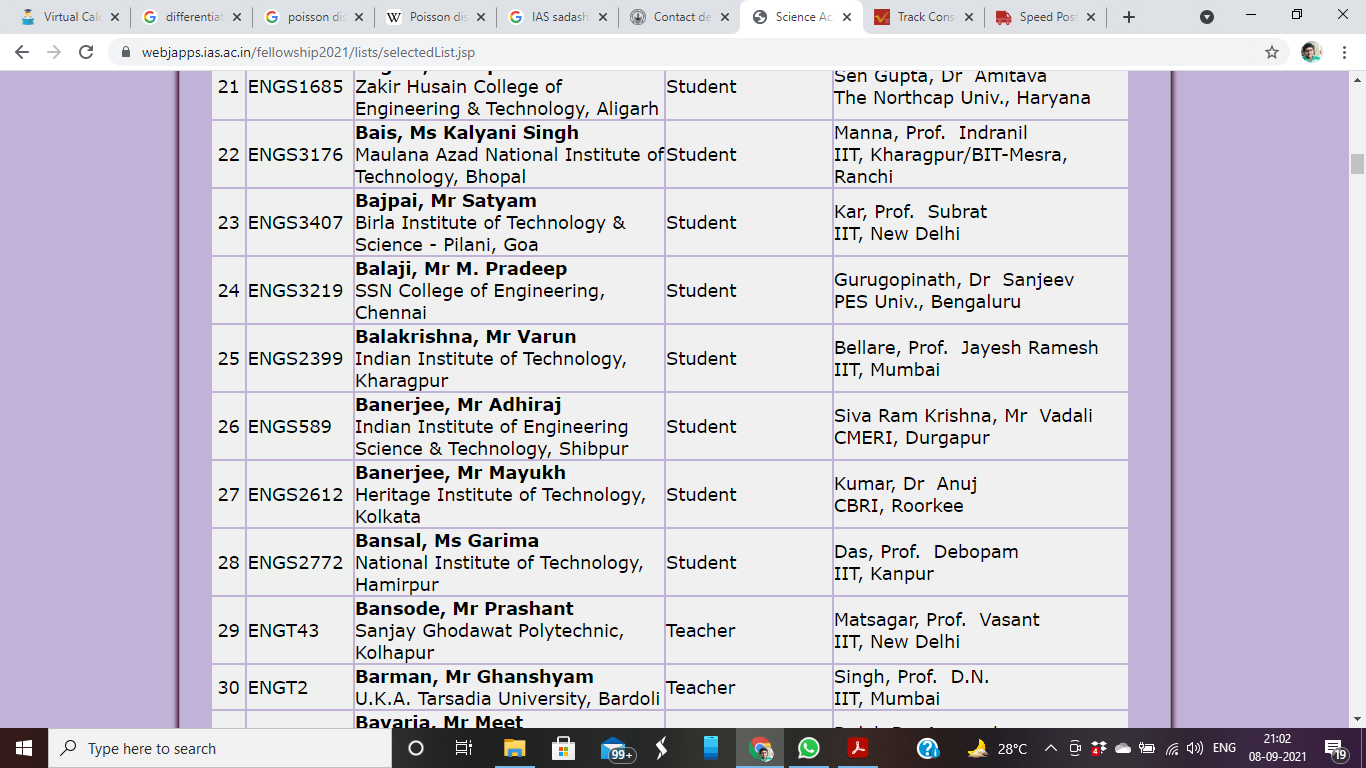 Virtual Cal
differentiat
poisson dis
Poisson dis
IAS sadash
Contact de
Science Ac
Track Cons
Speed Post
webjapps.ias.ac.in/fellowship2021/lists/selectedList.jsp
21 ENGS1685 Zakir Husain College of Engineering & Technology, Aligarh Student Sen Gupta, Dr Amitava
The Northcap Univ., Haryana
22 ENGS3176 Bais, Ms Kalyani Singh
Maulana Azad National Institute of
Technology, Bhopal
Student
Manna, Prof. Indranil
IIT, Kharagpur/BIT-Mesra,
Ranchi
23 ENGS3407 Bajpai, Mr Satyam
Birla Institute of Technology &
Science - Pilani, Goa
Student
Kar, Prof. Subrat
IIT, New Delhi
24 ENGS3219 Balaji, Mr M. Pradeep
SSN College of Engineering,
Chennai
Student
Gurugopinath, Dr Sanjeev
PES Univ., Bengaluru
25 ENGS2399 Balakrishna, Mr Varun
Indian Institute of Technology,
Kharagpur
Student
Bellare, Prof. Jayesh Ramesh
IIT, Mumbai
26 ENGS589 Banerjee, Mr Adhiraj
Indian Institute of Engineering
Science & Technology, Shibpur
Student
Siva Ram Krishna, Mr Vadali
CMERI, Durgapur
27 ENGS2612 Banerjee, Mr Mayukh
Heritage Institute of Technology,
Kolkata
Student
Kumar, Dr Anuj
CBRI, Roorkee
28 ENGS2772 Bansal, Ms Garima
National Institute of Technology,
Hamirpur
Student
Das, Prof. Debopam
IIT, Kanpur
29 ENGT43 Bansode, Mr Prashant
Sanjay Ghodawat Polytechnic,
Kolhapur
Teacher
Matsagar, Prof. Vasant
IIT, New Delhi
30 ENGT2 Barman, Mr Ghanshyam
U.K.A. Tarsadia University, Bardoli
Teacher
Singh, Prof. D.N.
IIT, Mumbai
Bavaria, Mr Meet
Type here to search
99+
28°C
ENG
21:02
08-09-2021
19